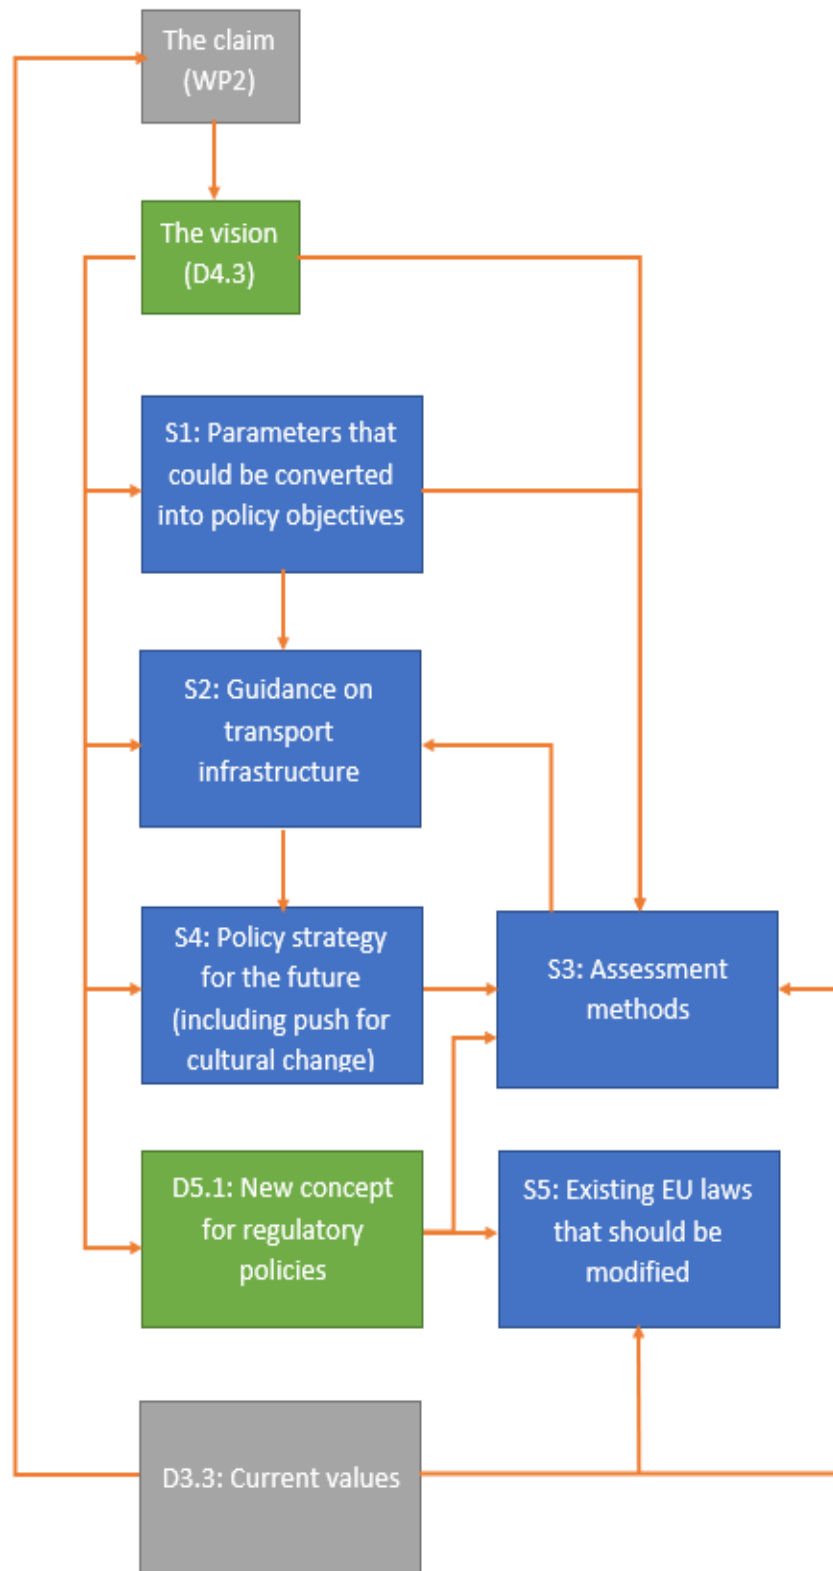 The claim
(WP2)
The vision
(D4.3)
S1: Parameters that
could be converted
into policy objectives
S2: Guidance on
transport
infrastructure
S4: Policy strategy
for the future
(including push for
cultural change)
S3: Assessment
methods
D5.1: New concept
for regulatory
policies
S5: Existing EU laws
that should be
modified
D3.3: Current values